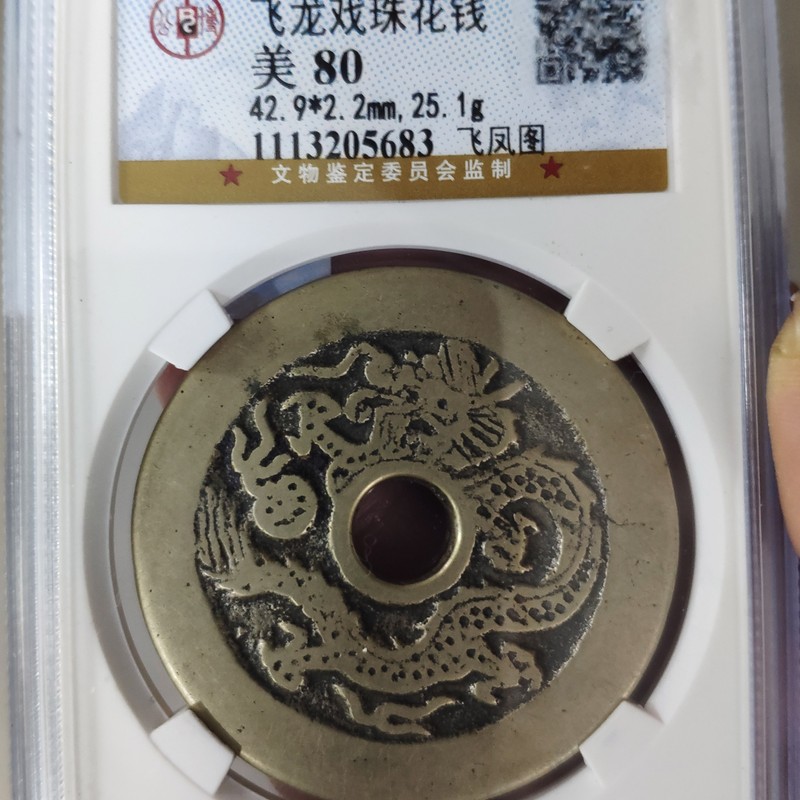 飞龙戏珠花钱
美 80
42.9*2.2mm,25.1g
1113205683 飞凤图
文物鉴定委员会监制